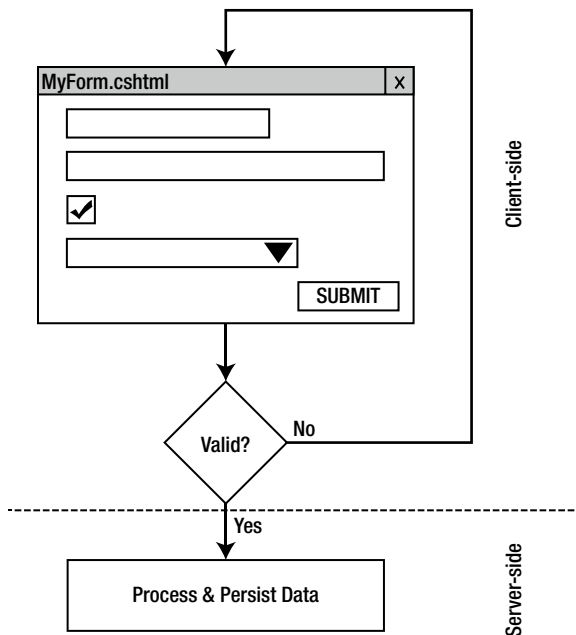 MyForm.cshtml
x
SUBMIT
Client-side
Valid?
No
Yes
Process & Persist Data
Server-side